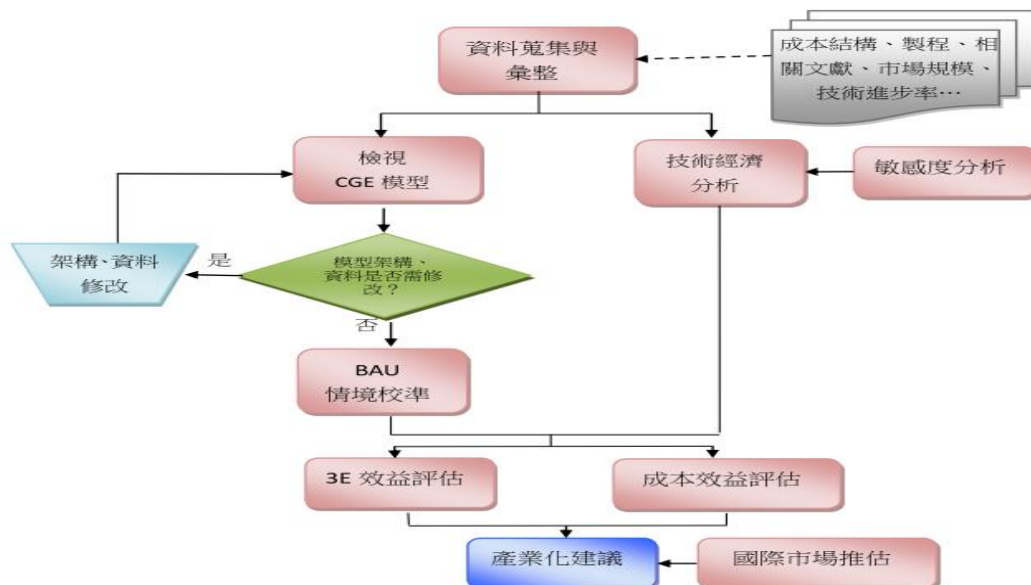 資料蒐集與
彙整
成本結構、製程、相
關文獻、市場規模、
技術進步率…
檢視
CGE 模型
技術經濟
分析
敏感度分析
架構、資料
修改
是
模型架構、
資料是否需修
改？
否
BAU
情境校準
3E 效益評估
成本效益評估
產業化建議
國際市場推估